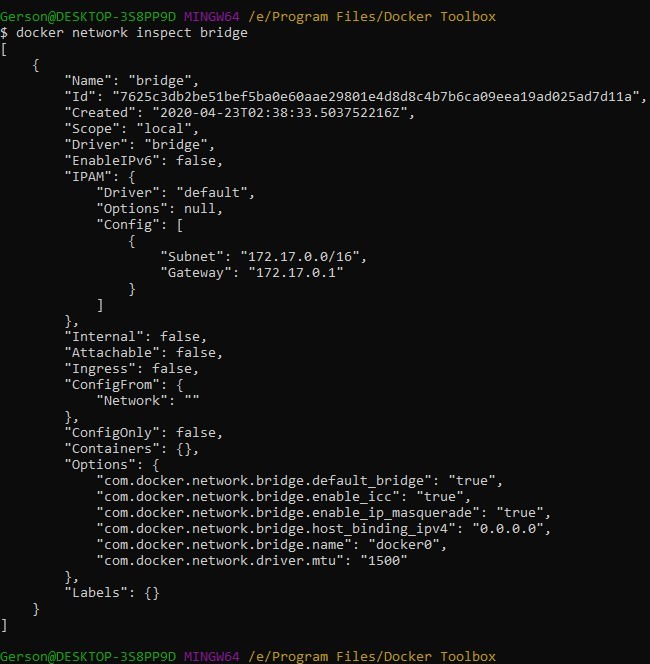 Gerson@DESKTOP-3S8PP9D MINGW64 /e/Program Files/Docker Toolbox
$ docker network inspect bridge
[
    {
        "Name": "bridge",
        "Id": "7625c3db2be51bef5ba0e60aae29801e4d8d8c4b7b6ca09eea19ad025ad7d11a",
        "Created": "2020-04-23T02:38:33.503752216Z",
        "Scope": "local",
        "Driver": "bridge",
        "EnableIPv6": false,
        "IPAM": {
            "Driver": "default",
            "Options": null,
            "Config": [
                {
                    "Subnet": "172.17.0.0/16",
                    "Gateway": "172.17.0.1"
                }
            ]
        },
        "Internal": false,
        "Attachable": false,
        "Ingress": false,
        "ConfigFrom": {
            "Network": ""
        },
        "ConfigOnly": false,
        "Containers": {},
        "Options": {
            "com.docker.network.bridge.default_bridge": "true",
            "com.docker.network.bridge.enable_icc": "true",
            "com.docker.network.bridge.enable_ip_masquerade": "true",
            "com.docker.network.bridge.host_binding_ipv4": "0.0.0.0",
            "com.docker.network.bridge.name": "docker0",
            "com.docker.network.driver.mtu": "1500"
        },
        "Labels": {}
    }
]
Gerson@DESKTOP-3S8PP9D MINGW64 /e/Program Files/Docker Toolbox